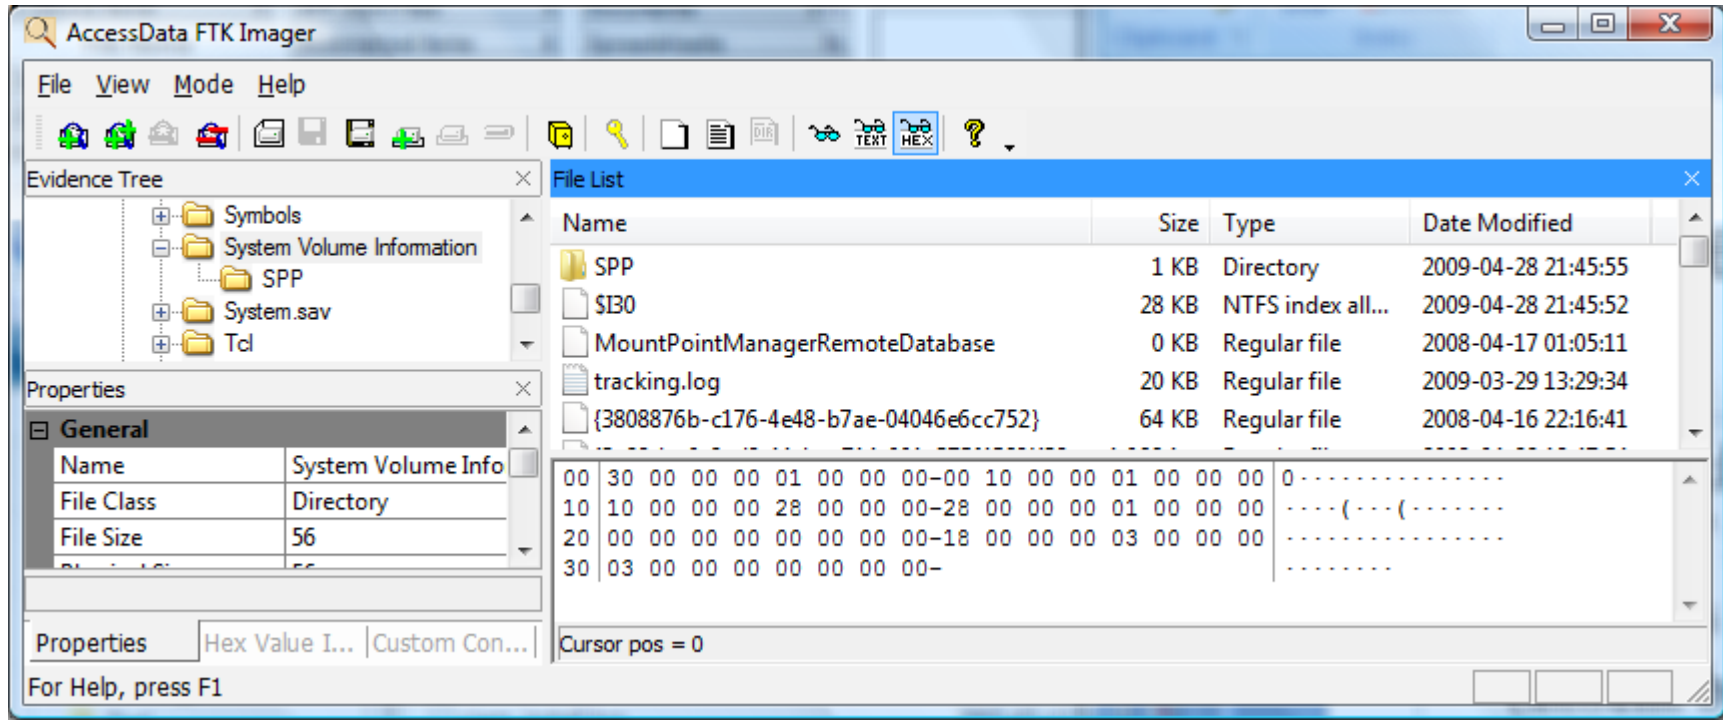 AccessData FTK Imager
File View Mode Help
DIR TEXT HEX ?
Evidence Tree
Symbols
System Volume Information
SPP
System.sav
Tcl
File List
Name Size Type Date Modified
SPP 1 KB Directory 2009-04-28 21:45:55
$I30 28 KB NTFS index all... 2009-04-28 21:45:52
MountPointManagerRemoteDatabase 0 KB Regular file 2008-04-17 01:05:11
tracking.log 20 KB Regular file 2009-03-29 13:29:34
{3808876b-c176-4e48-b7ae-04046e6cc752} 64 KB Regular file 2008-04-16 22:16:41
Properties
General
Name System Volume Info
File Class Directory
File Size 56
00 30 00 00 00 01 00 00 00-00 10 00 00 01 00 00 00 0···············
10 10 00 00 00 28 00 00 00-28 00 00 00 01 00 00 00 ····(···(·······
20 00 00 00 00 00 00 00 00-18 00 00 00 03 00 00 00 ················
30 03 00 00 00 00 00 00 00- ········
Cursor pos = 0
Properties Hex Value I... Custom Con...
For Help, press F1